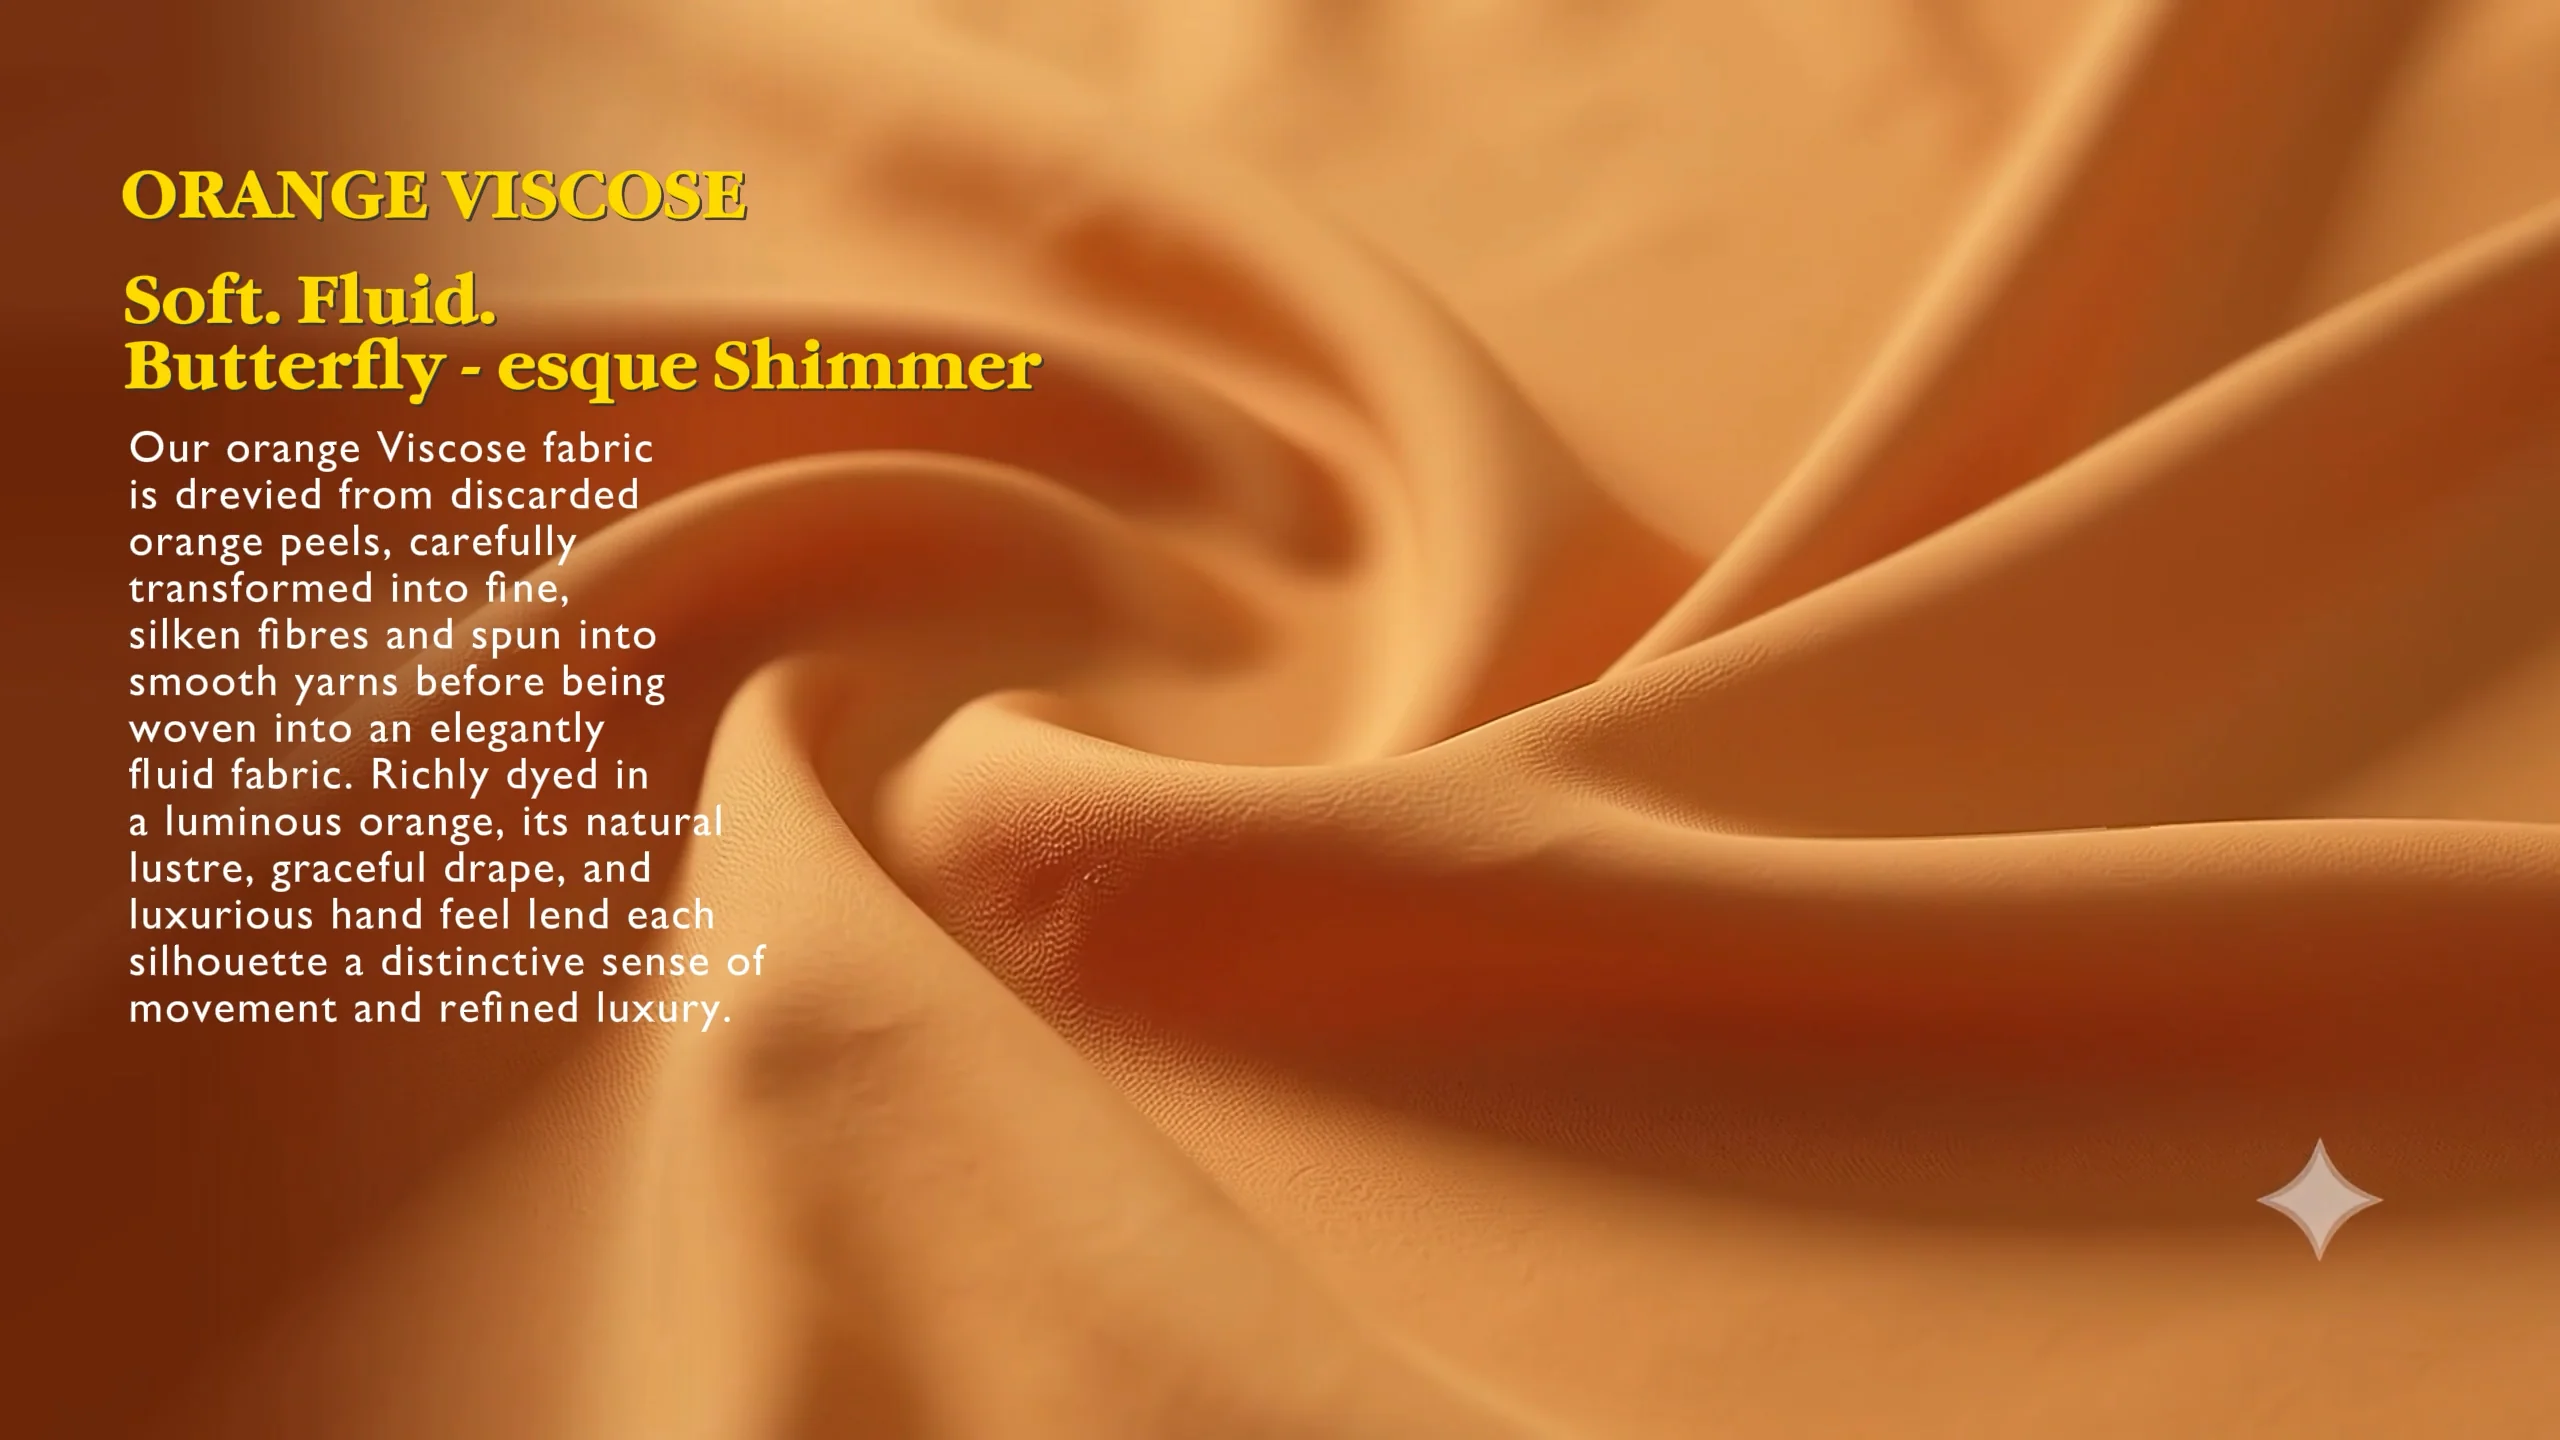 ORANGE VISCOSE
Soft. Fluid.
Butterfly - esque Shimmer
Our orange Viscose fabric
is drevied from discarded
orange peels, carefully
transformed into fine,
silken fibres and spun into
smooth yarns before being
woven into an elegantly
fluid fabric. Richly dyed in
a luminous orange, its natural
lustre, graceful drape, and
luxurious hand feel lend each
silhouette a distinctive sense of
movement and refined luxury.